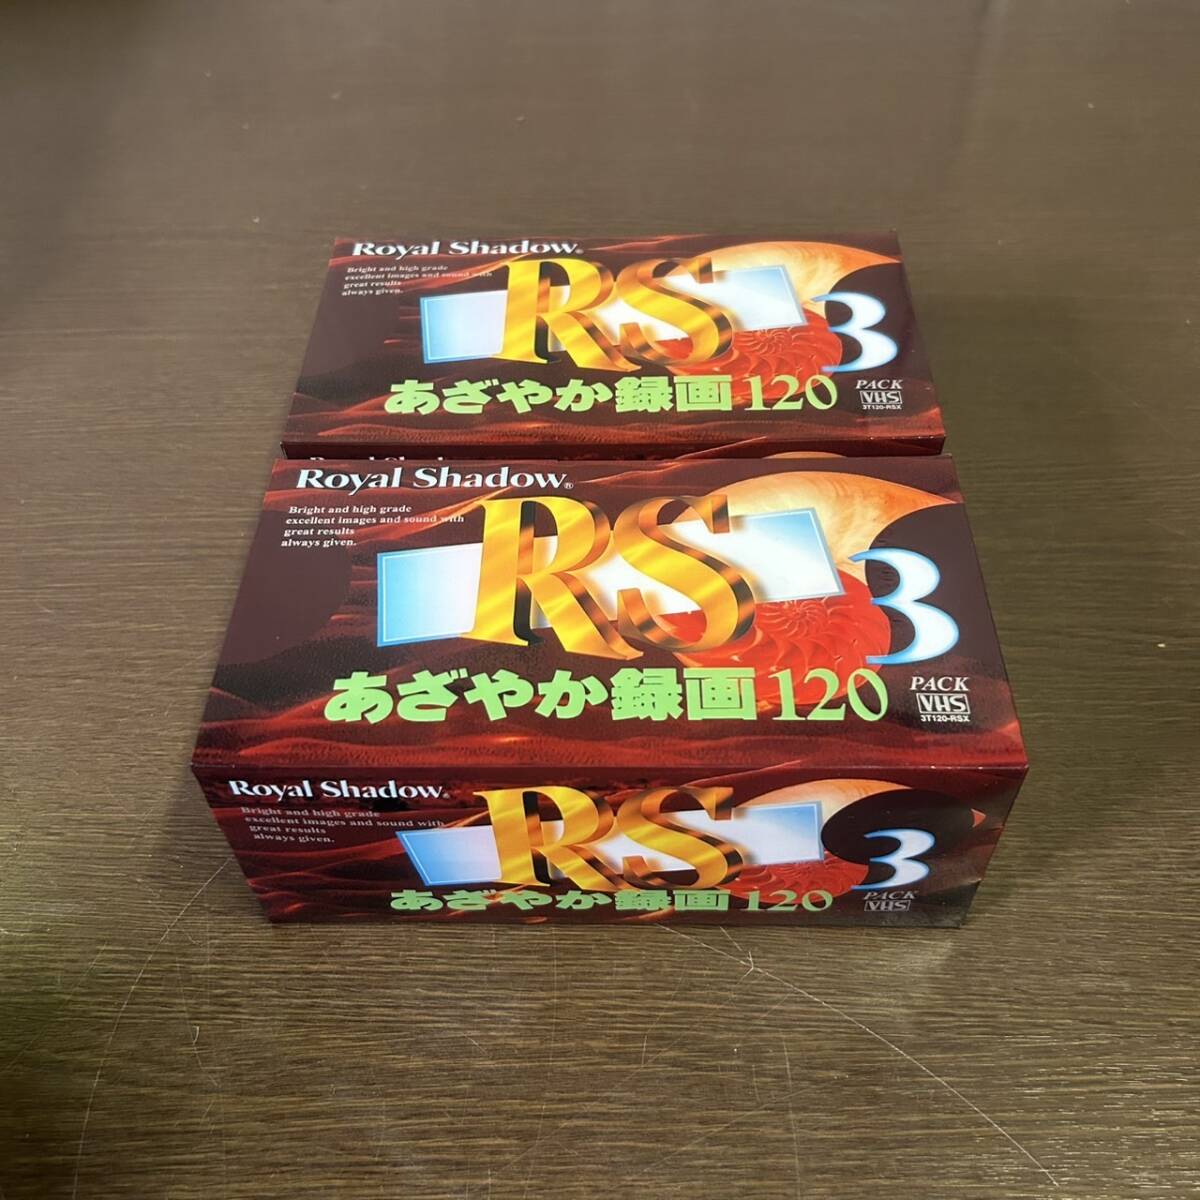 Royal Shadow®
Bright and high grade
excellent images and sound with
great results
always given.
RS
3
あざやか録画120
PACK
VHS
3T120-RSX
Royal Shadow®
Bright and high grade
excellent images and sound with
great results
always given.
RS
3
あざやか録画120
PACK
VHS
3T120-RSX
Royal Shadow®
Bright and high grade
excellent images and sound with
great results
always given.
RS
3
あざやか録画120
PACK
VHS